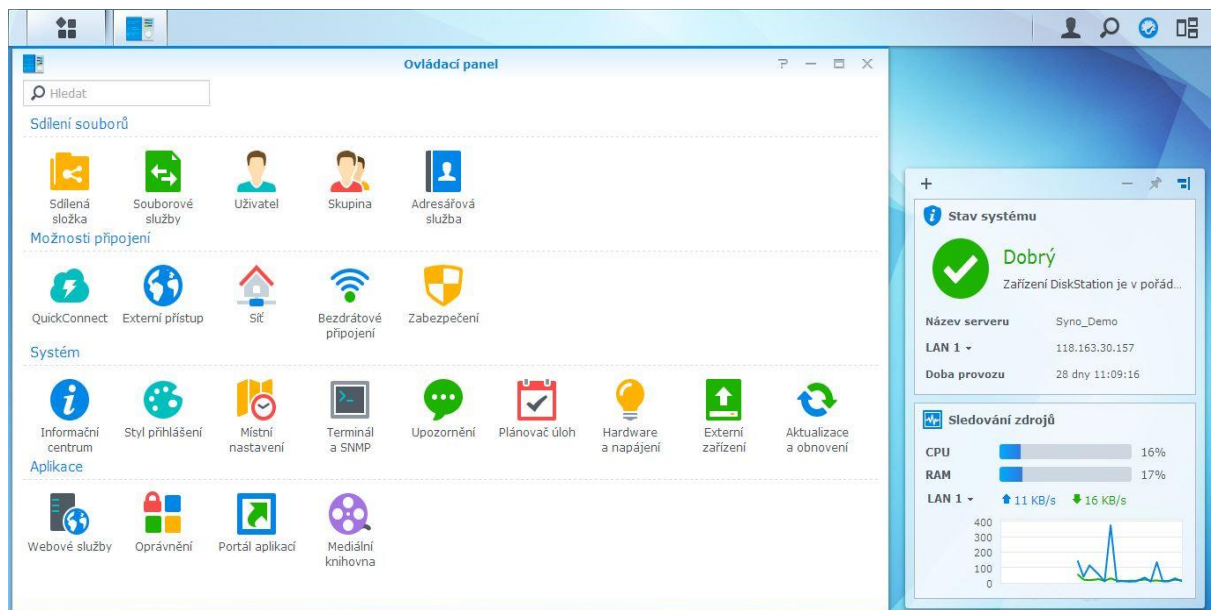 Ovládací panel
Hledat
Sdílení souborů
Sdílená
složka
Souborové
služby
Uživatel
Skupina
Adresářová
služba
Možnosti připojení
QuickConnect
Externí přístup
Síť
Bezdrátové
připojení
Zabezpečení
Systém
Informační
centrum
Styl přihlášení
Místní
nastavení
Terminál
a SNMP
Upozornění
Plánovač úloh
Hardware
a napájení
Externí
zařízení
Aktualizace
a obnovení
Aplikace
Webové služby
Oprávnění
Portál aplikací
Mediální
knihovna
Stav systému
Dobrý
Zařízení DiskStation je v pořád...
Název serveru Syno_Demo
LAN 1 118.163.30.157
Doba provozu 28 dny 11:09:16
Sledování zdrojů
CPU 16%
RAM 17%
LAN 1 11 KB/s 16 KB/s
400
300
200
100
0